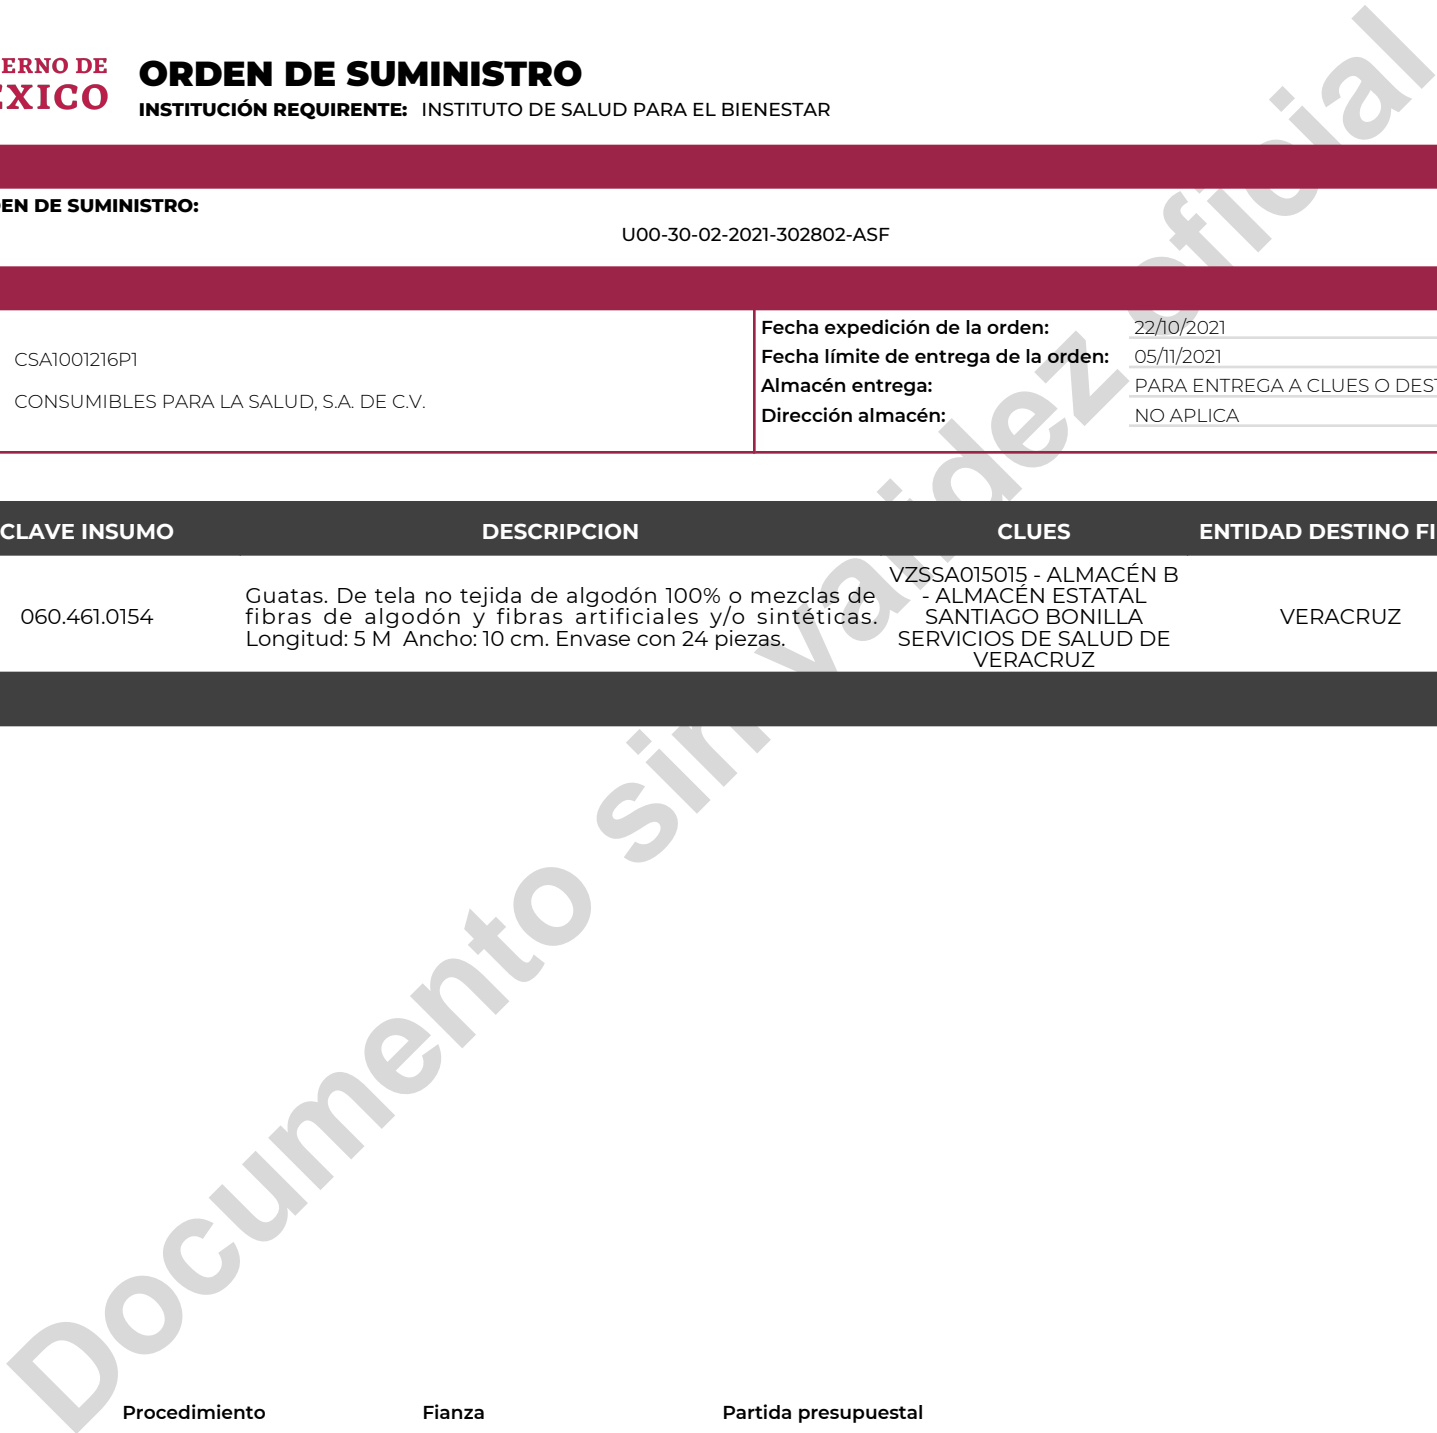 ERNO DE
EXICO
ORDEN DE SUMINISTRO
INSTITUCIÓN REQUIRENTE: INSTITUTO DE SALUD PARA EL BIENESTAR
EN DE SUMINISTRO:
U00-30-02-2021-302802-ASF
CSA1001216P1
CONSUMIBLES PARA LA SALUD, S.A. DE C.V.
Fecha expedición de la orden: 22/10/2021
Fecha límite de entrega de la orden: 05/11/2021
Almacén entrega: PARA ENTREGA A CLUES O DEST
Dirección almacén: NO APLICA
CLAVE INSUMO DESCRIPCION CLUES ENTIDAD DESTINO FI
060.461.0154
Guatas. De tela no tejida de algodón 100% o mezclas de
fibras de algodón y fibras artificiales y/o sintéticas.
Longitud: 5 M Ancho: 10 cm. Envase con 24 piezas.
VZSSA015015 - ALMACÉN B
- ALMACÉN ESTATAL
SANTIAGO BONILLA
SERVICIOS DE SALUD DE
VERACRUZ
VERACRUZ
Documento sin validez oficial
Procedimiento Fianza Partida presupuestal